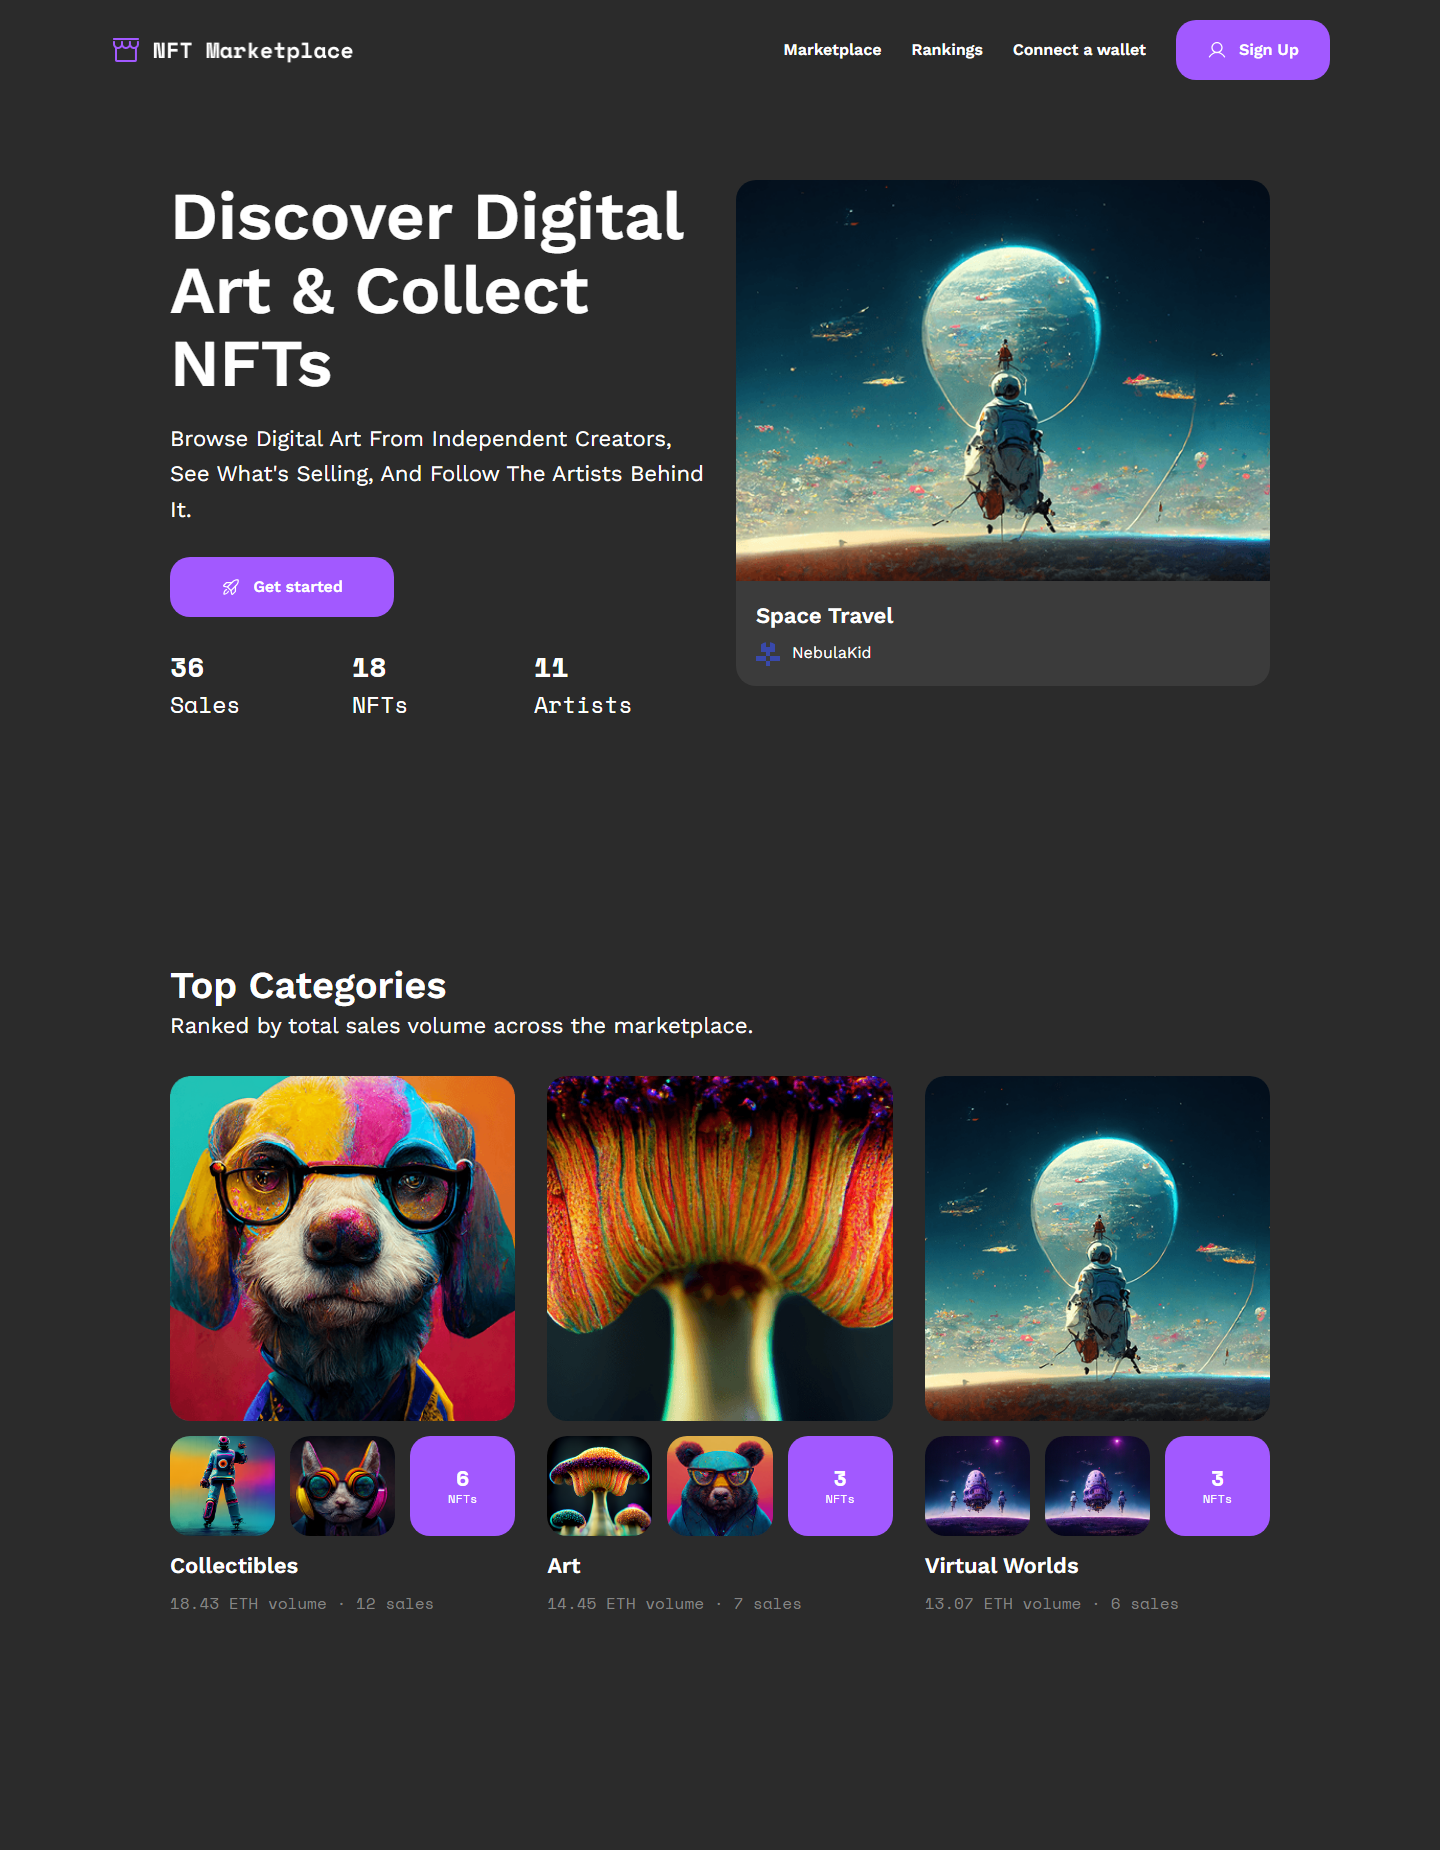 NFT Marketplace
Marketplace
Rankings
Connect a wallet
Sign Up
Discover Digital
Art & Collect
NFTs
Browse Digital Art From Independent Creators,
See What's Selling, And Follow The Artists Behind
It.
Get started
36
Sales
18
NFTs
11
Artists
Space Travel
NebulaKid
Top Categories
Ranked by total sales volume across the marketplace.
6
NFTs
Collectibles
18.43 ETH volume · 12 sales
3
NFTs
Art
14.45 ETH volume · 7 sales
3
NFTs
Virtual Worlds
13.07 ETH volume · 6 sales